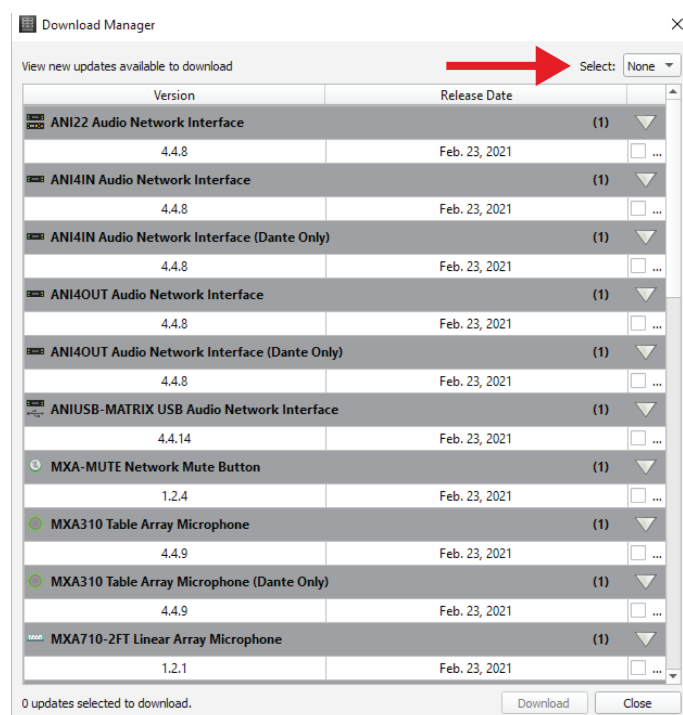 Download Manager
View new updates available to download Select: None
Version Release Date
ANI22 Audio Network Interface (1)
4.4.8 Feb. 23, 2021 ...
ANI4IN Audio Network Interface (1)
4.4.8 Feb. 23, 2021 ...
ANI4IN Audio Network Interface (Dante Only) (1)
4.4.8 Feb. 23, 2021 ...
ANI4OUT Audio Network Interface (1)
4.4.8 Feb. 23, 2021 ...
ANI4OUT Audio Network Interface (Dante Only) (1)
4.4.8 Feb. 23, 2021 ...
ANIUSB-MATRIX USB Audio Network Interface (1)
4.4.14 Feb. 23, 2021 ...
MXA-MUTE Network Mute Button (1)
1.2.4 Feb. 23, 2021 ...
MXA310 Table Array Microphone (1)
4.4.9 Feb. 23, 2021 ...
MXA310 Table Array Microphone (Dante Only) (1)
4.4.9 Feb. 23, 2021 ...
MXA710-2FT Linear Array Microphone (1)
1.2.1 Feb. 23, 2021 ...
0 updates selected to download. Download Close